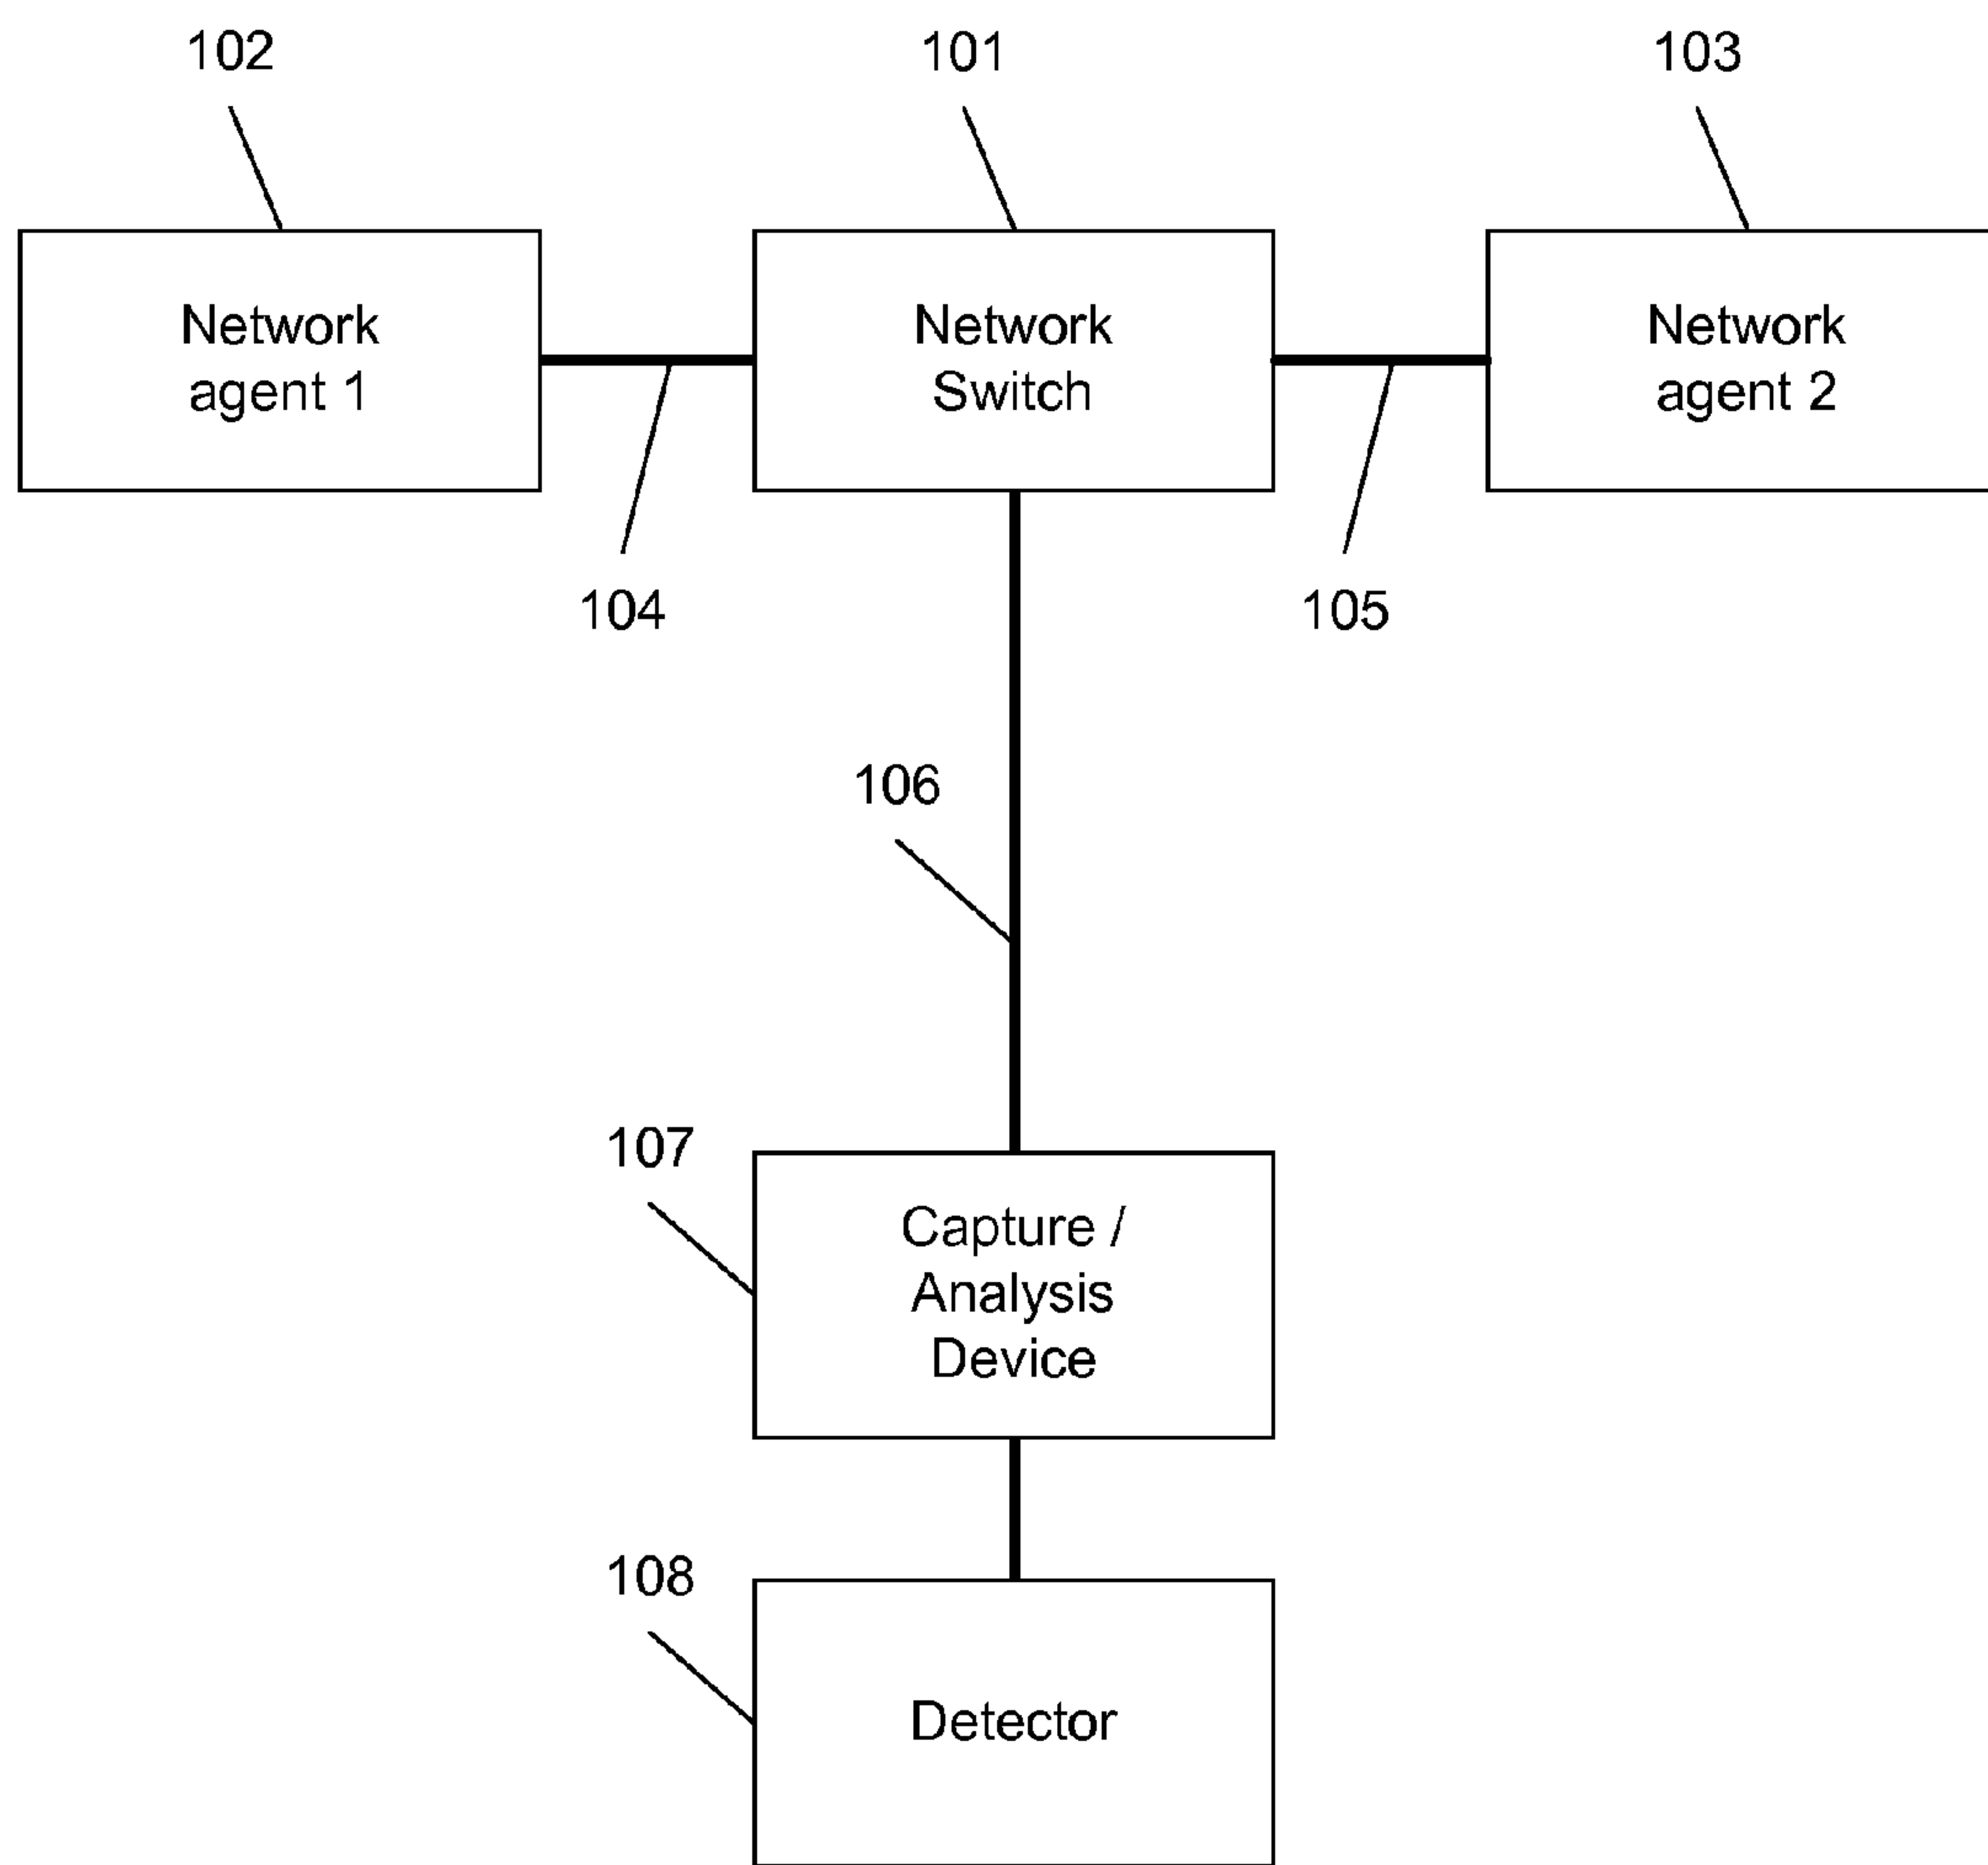 102
101
103
Network
agent 1
Network
Switch
Network
agent 2
104
105
106
107
Capture /
Analysis
Device
108
Detector